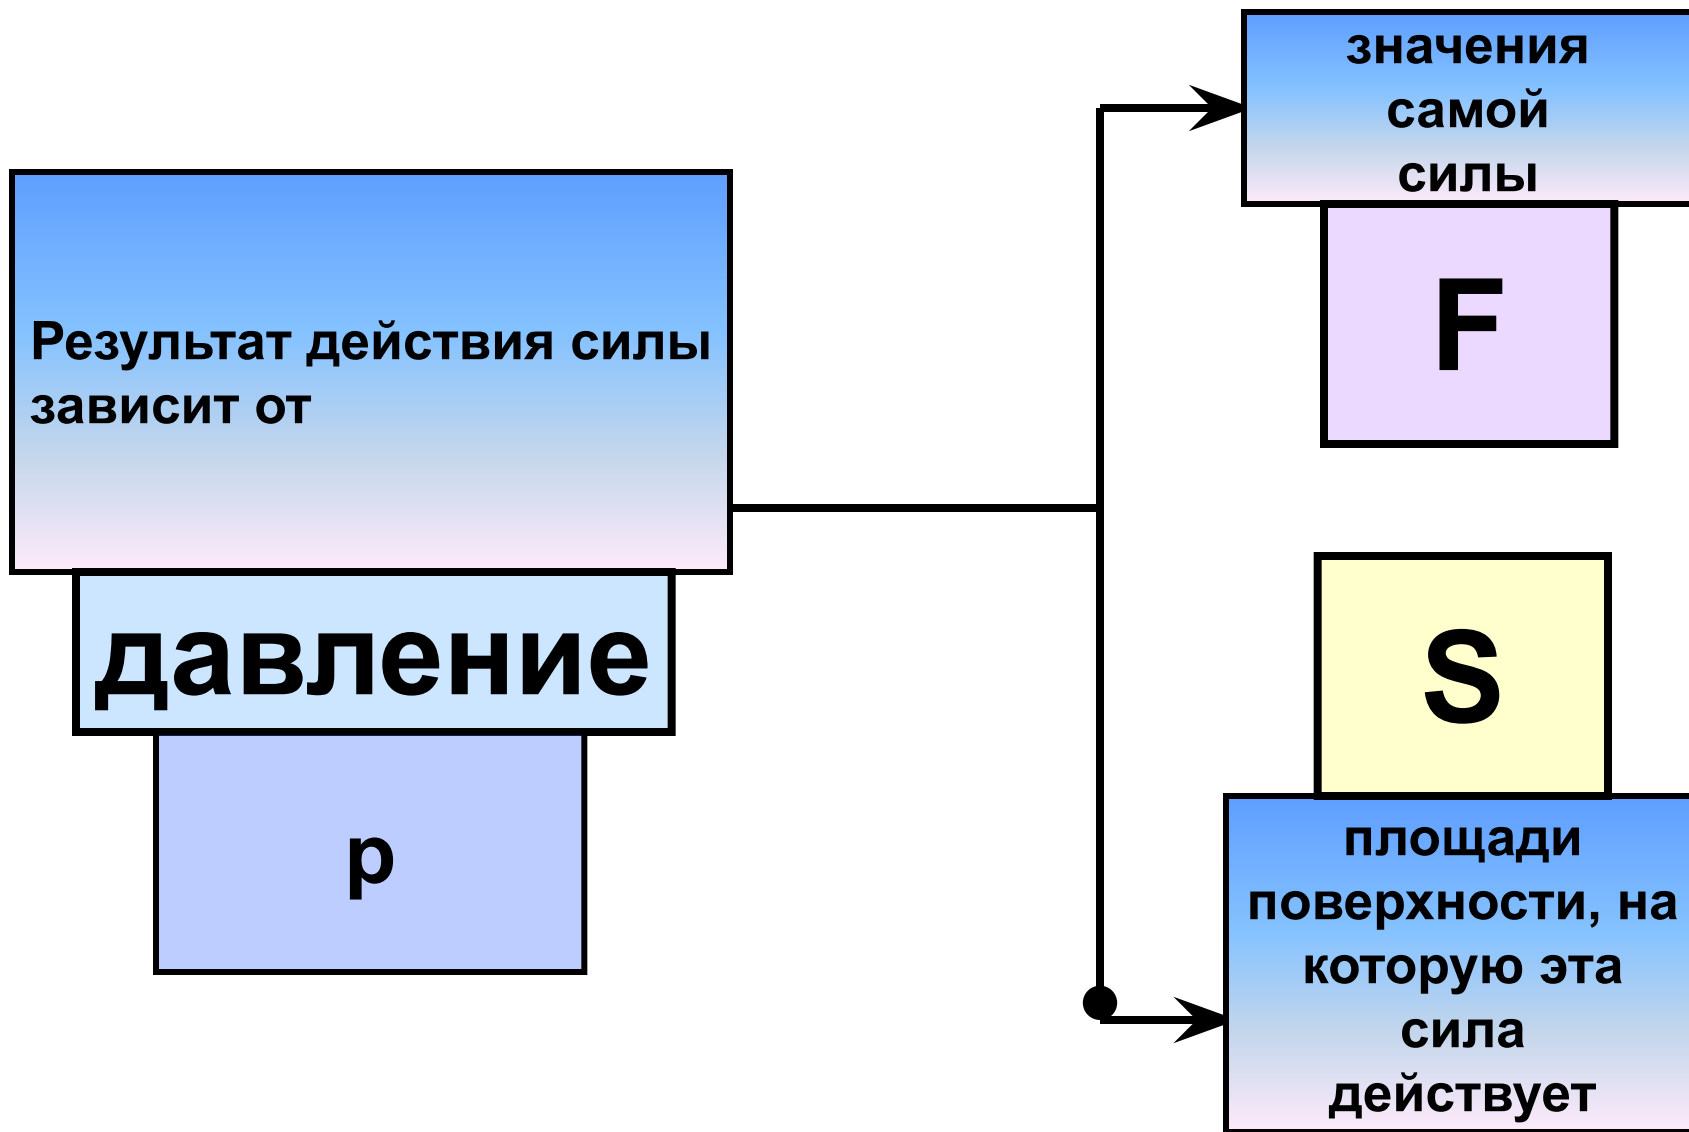 Результат действия силы
зависит от
давление
р
значения
самой
силы
F
S
площади
поверхности, на
которую эта
сила
действует